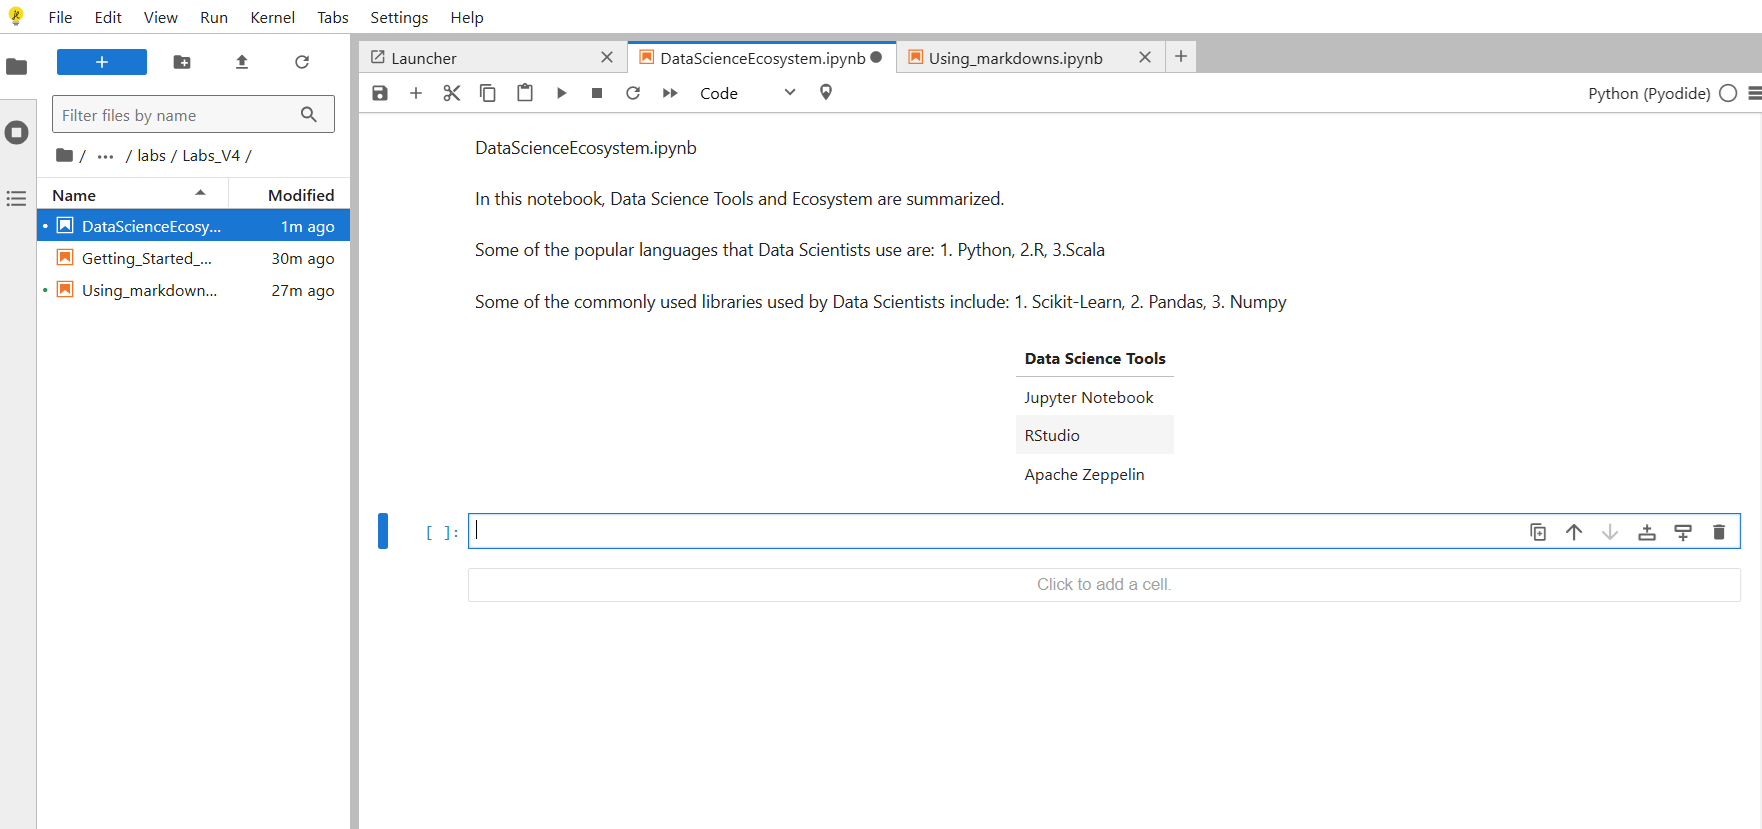 File Edit View Run Kernel Tabs Settings Help
Launcher
DataScienceEcosystem.ipynb
Using_markdowns.ipynb
Code
Python (Pyodide)
Filter files by name
/ ... / labs / Labs_V4 /
Name Modified
DataScienceEcosy... 1m ago
Getting_Started_... 30m ago
Using_markdown... 27m ago
DataScienceEcosystem.ipynb
In this notebook, Data Science Tools and Ecosystem are summarized.
Some of the popular languages that Data Scientists use are: 1. Python, 2.R, 3.Scala
Some of the commonly used libraries used by Data Scientists include: 1. Scikit-Learn, 2. Pandas, 3. Numpy
Data Science Tools
Jupyter Notebook
RStudio
Apache Zeppelin
[ ]:
Click to add a cell.